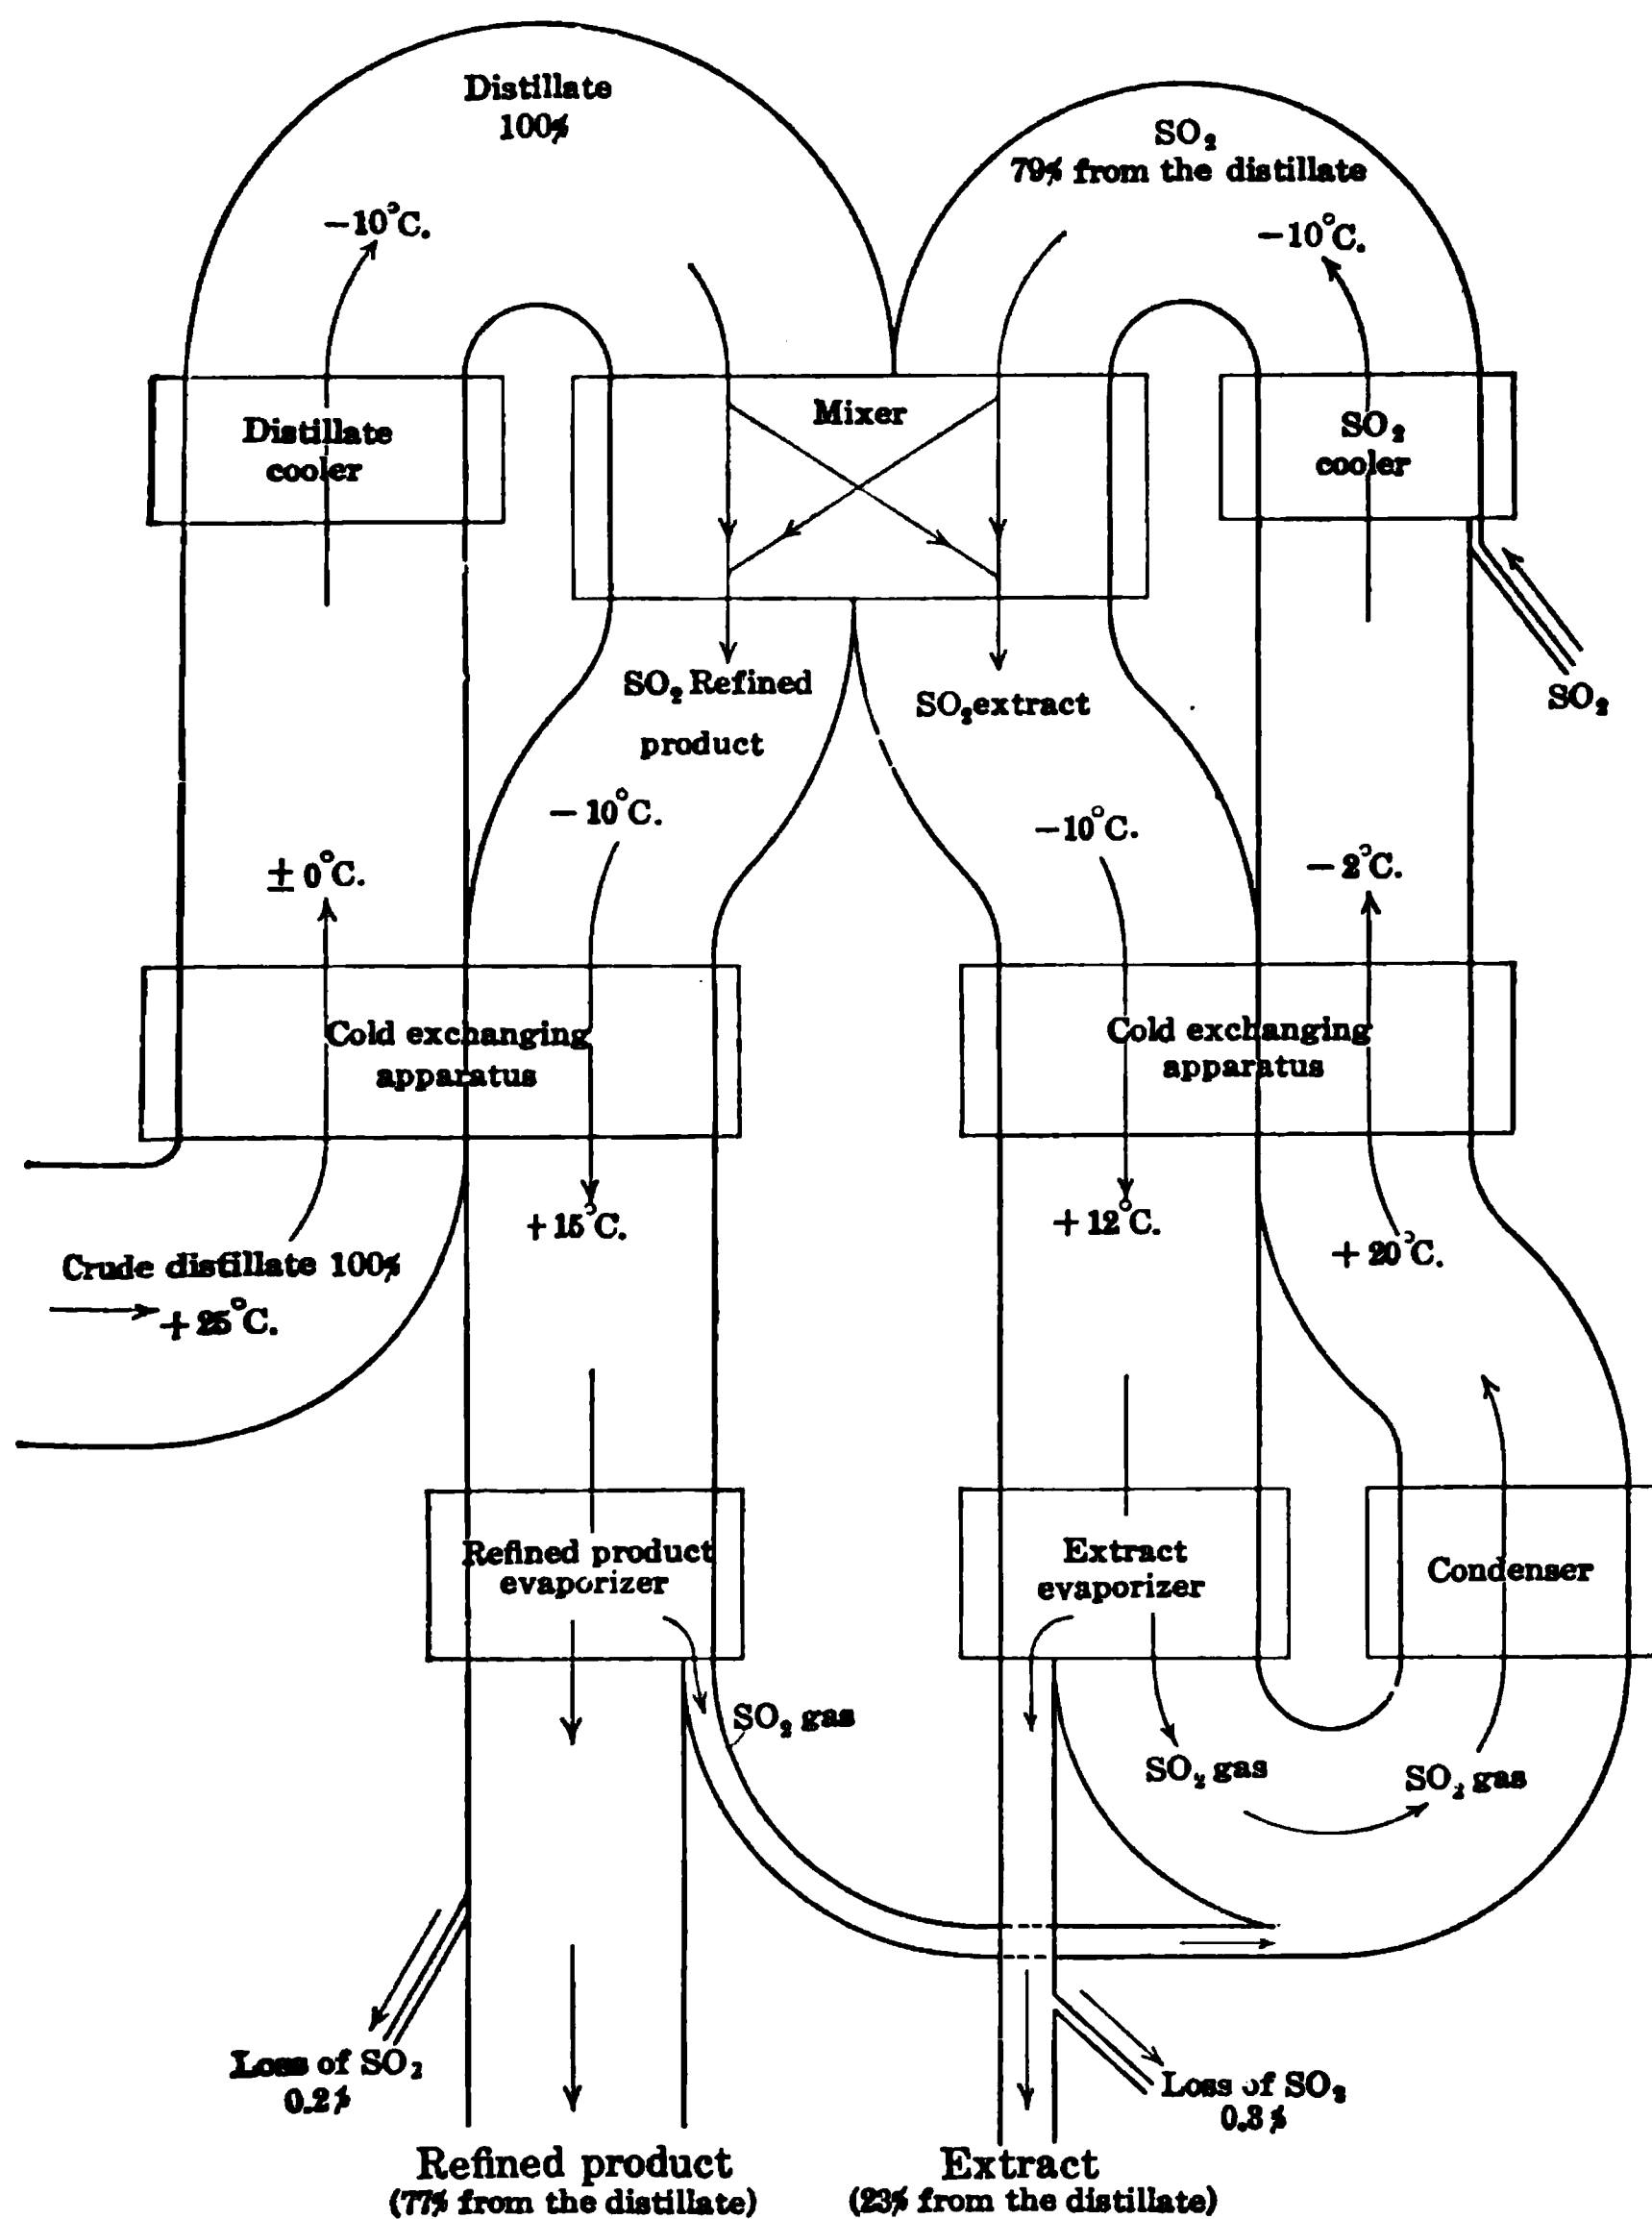 Distillate
100%
SO₂
79% from the distillate
−10°C.
−10°C.
Distillate
cooler
Mixer
SO₂
cooler
SO₂
SO₂ Refined
product
SO₂ extract
−10°C.
−10°C.
± 0°C.
−2°C.
Cold exchanging
apparatus
Cold exchanging
apparatus
+15°C.
+12°C.
+20°C.
Crude distillate 100%
+25°C.
Refined product
evaporizer
Extract
evaporizer
Condenser
SO₂ gas
SO₂ gas
SO₂ gas
Loss of SO₂
0.2%
Loss of SO₂
0.3%
Refined product
(77% from the distillate)
Extract
(23% from the distillate)